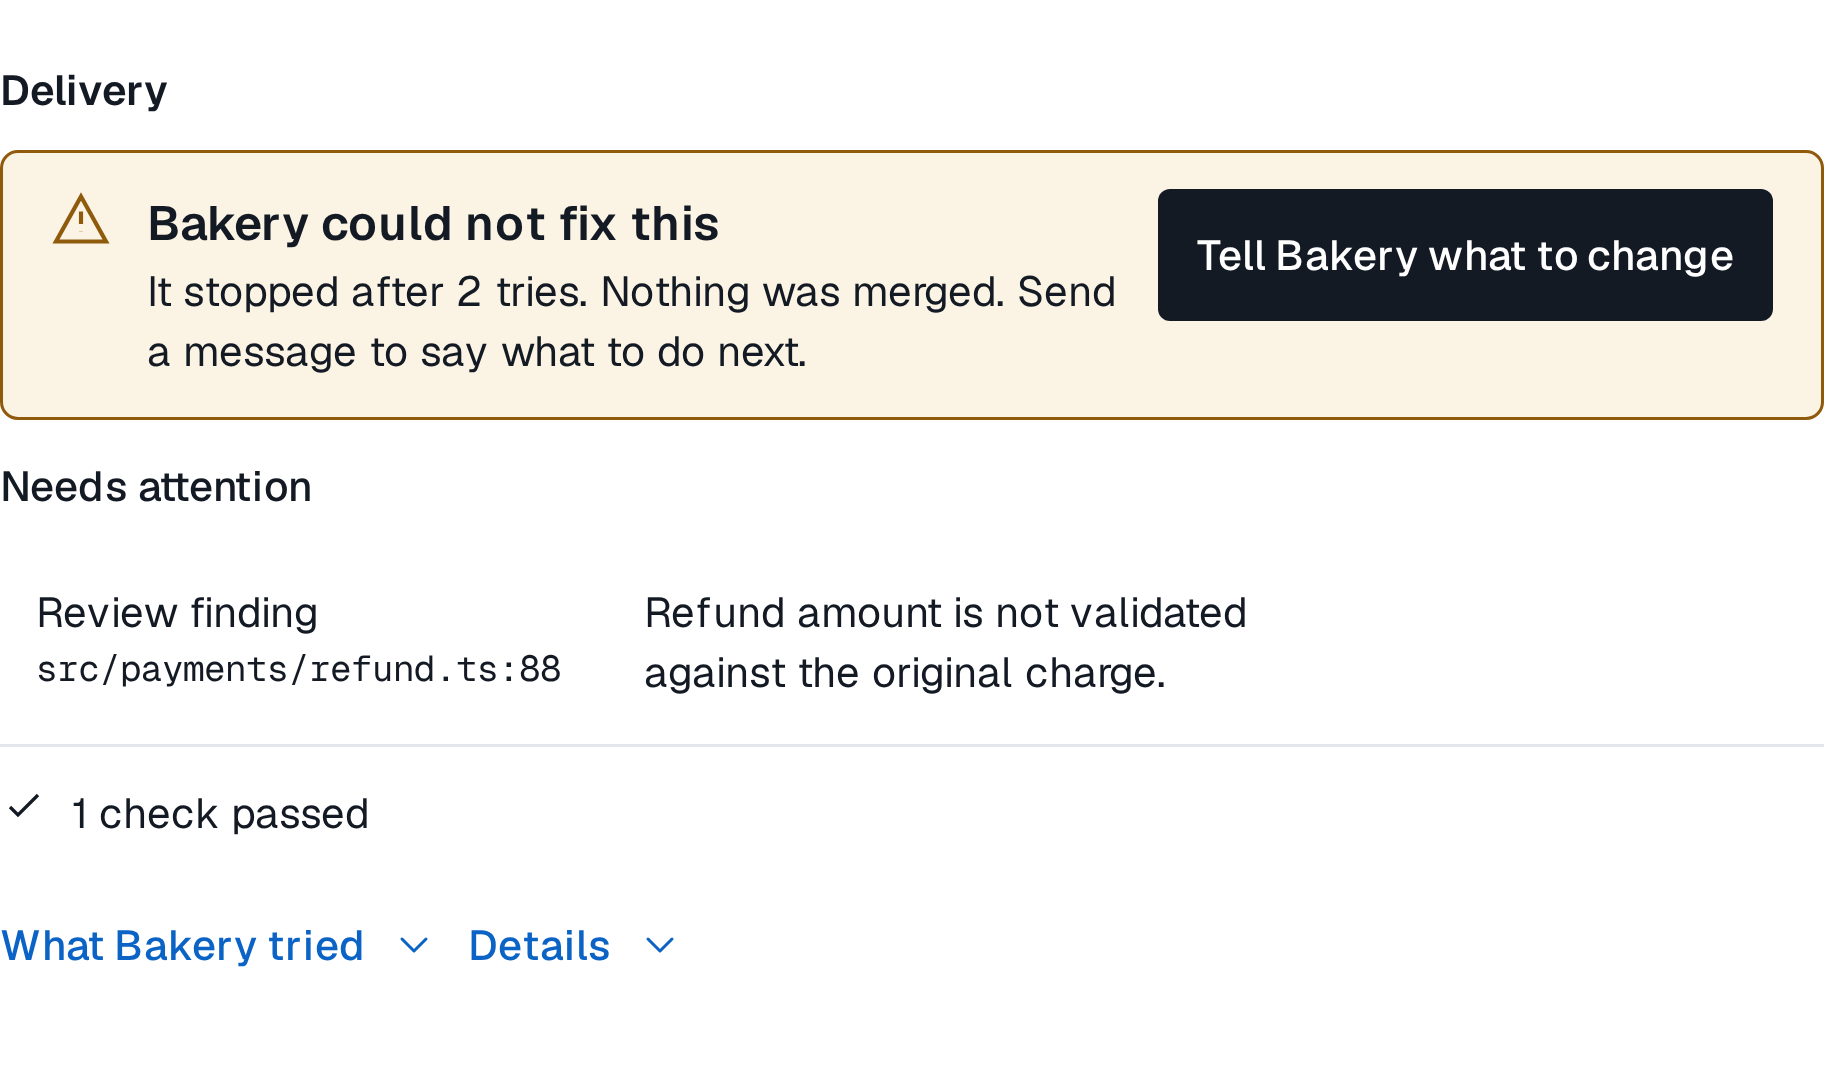 Delivery
Bakery could not fix this
It stopped after 2 tries. Nothing was merged. Send
a message to say what to do next.
Tell Bakery what to change
Needs attention
Review finding
src/payments/refund.ts:88
Refund amount is not validated
against the original charge.
1 check passed
What Bakery tried
Details